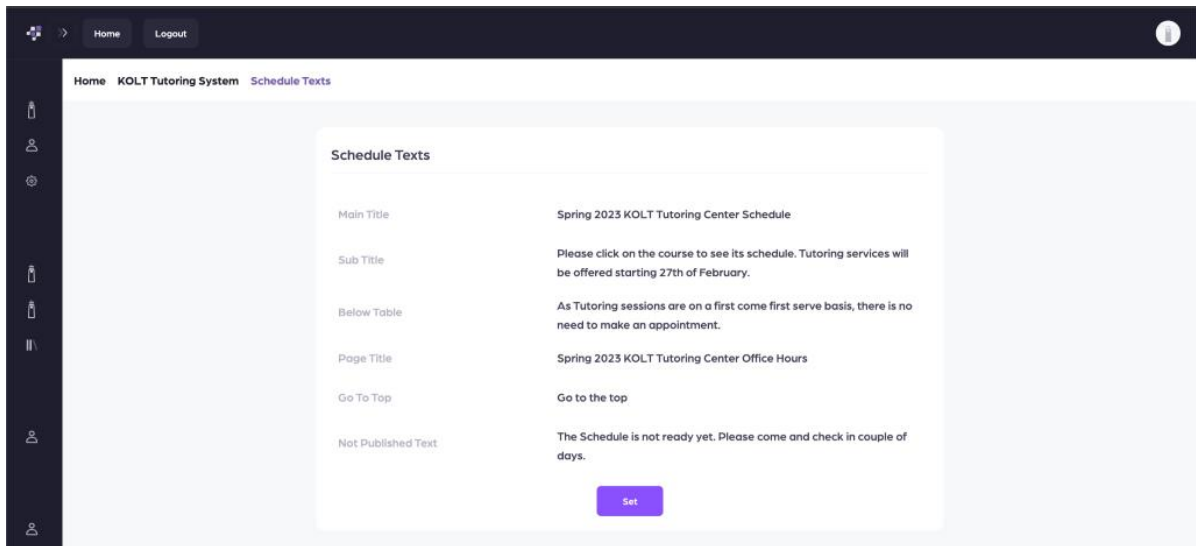 Home Logout
Home KOLT Tutoring System Schedule Texts
Schedule Texts
Main Title Spring 2023 KOLT Tutoring Center Schedule
Sub Title Please click on the course to see its schedule. Tutoring services will
be offered starting 27th of February.
Below Table As Tutoring sessions are on a first come first serve basis, there is no
need to make an appointment.
Page Title Spring 2023 KOLT Tutoring Center Office Hours
Go To Top Go to the top
Not Published Text The Schedule is not ready yet. Please come and check in couple of
days.
Set